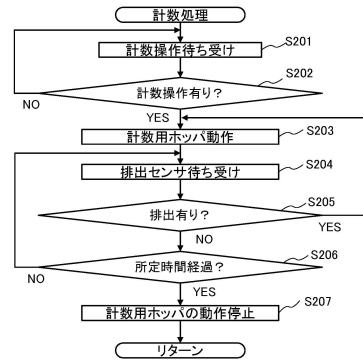 計数処理
計数操作待ち受け
S201
S202
計数操作有り?
NO
YES
計数用ホッパ動作
S203
排出センサ待ち受け
S204
S205
排出有り?
YES
NO
S206
所定時間経過?
NO
YES
計数用ホッパの動作停止
S207
リターン